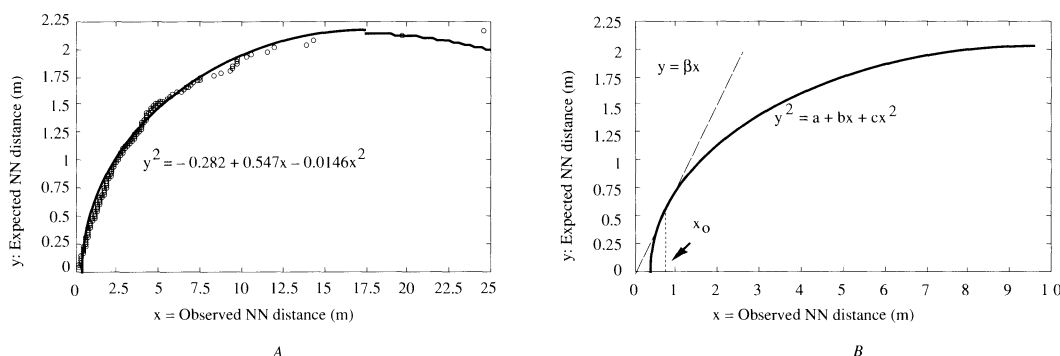 y: Expected NN distance (m)
2.25
2
1.75
1.5
1.25
1
0.75
0.5
0.25
0
y² = – 0.282 + 0.547x – 0.0146x²
0 2.5 5 7.5 10 12.5 15 17.5 20 22.5 25
x = Observed NN distance (m)
A
y: Expected NN distance (m)
2.25
2
1.75
1.5
1.25
1
0.75
0.5
0.25
0
y = βx
y² = a + bx + cx²
x₀
0 1 2 3 4 5 6 7 8 9 1 0
x = Observed NN distance (m)
B